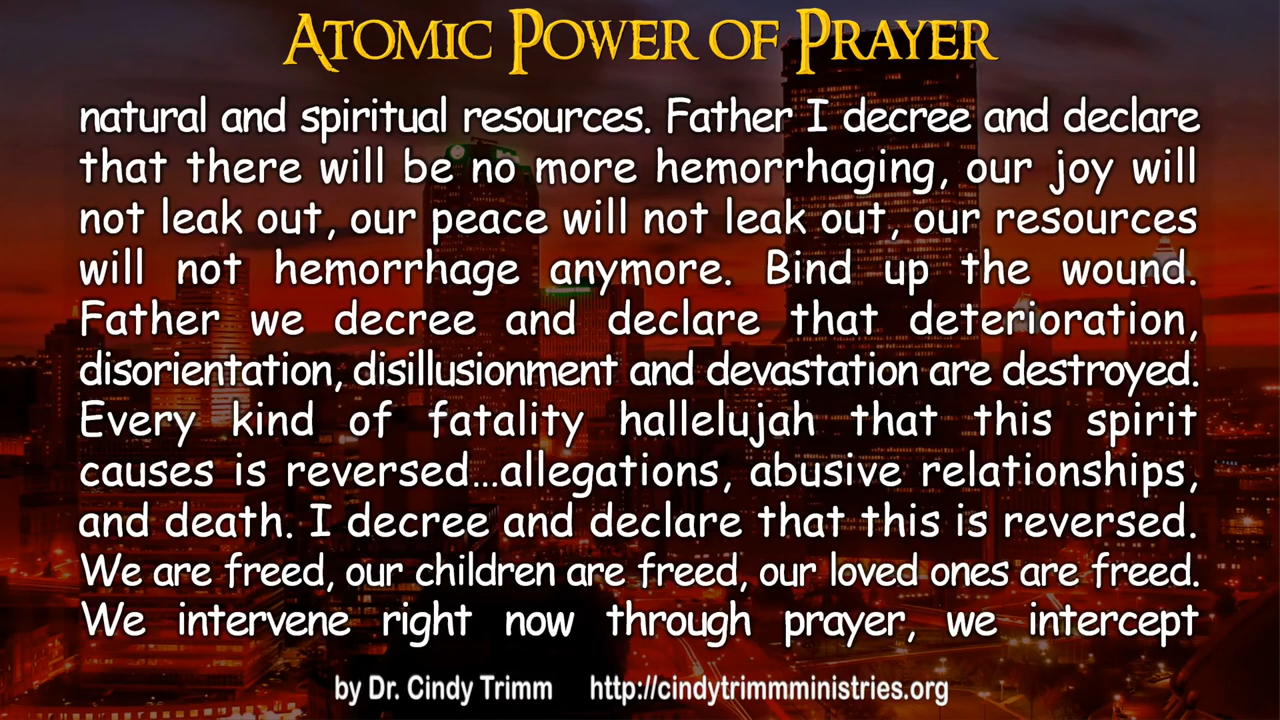 Atomic Power of Prayer
natural and spiritual resources. Father I decree and declare
that there will be no more hemorrhaging, our joy will
not leak out, our peace will not leak out, our resources
will not hemorrhage anymore. Bind up the wound.
Father we decree and declare that deterioration,
disorientation, disillusionment and devastation are destroyed.
Every kind of fatality hallelujah that this spirit
causes is reversed...allegations, abusive relationships,
and death. I decree and declare that this is reversed.
We are freed, our children are freed, our loved ones are freed.
We intervene right now through prayer, we intercept
by Dr. Cindy Trimm http://cindytrimmministries.org